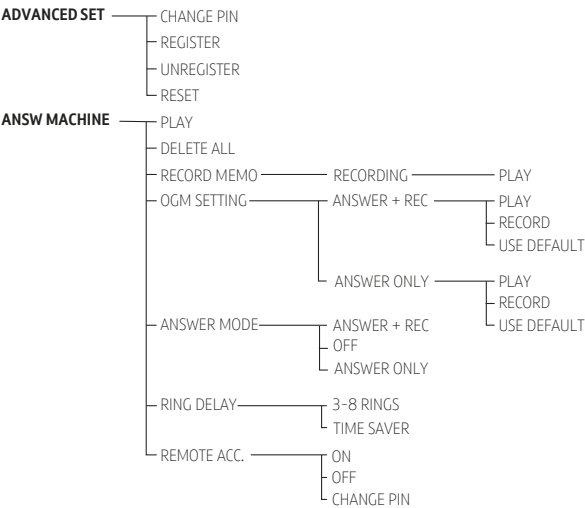 ADVANCED SET CHANGE PIN
REGISTER
UNREGISTER
RESET
ANSW MACHINE PLAY
DELETE ALL
RECORD MEMO RECORDING PLAY
OGM SETTING ANSWER + REC PLAY
RECORD
USE DEFAULT
ANSWER ONLY PLAY
RECORD
ANSWER MODE ANSWER + REC USE DEFAULT
OFF
ANSWER ONLY
RING DELAY 3-8 RINGS
TIME SAVER
REMOTE ACC. ON
OFF
CHANGE PIN